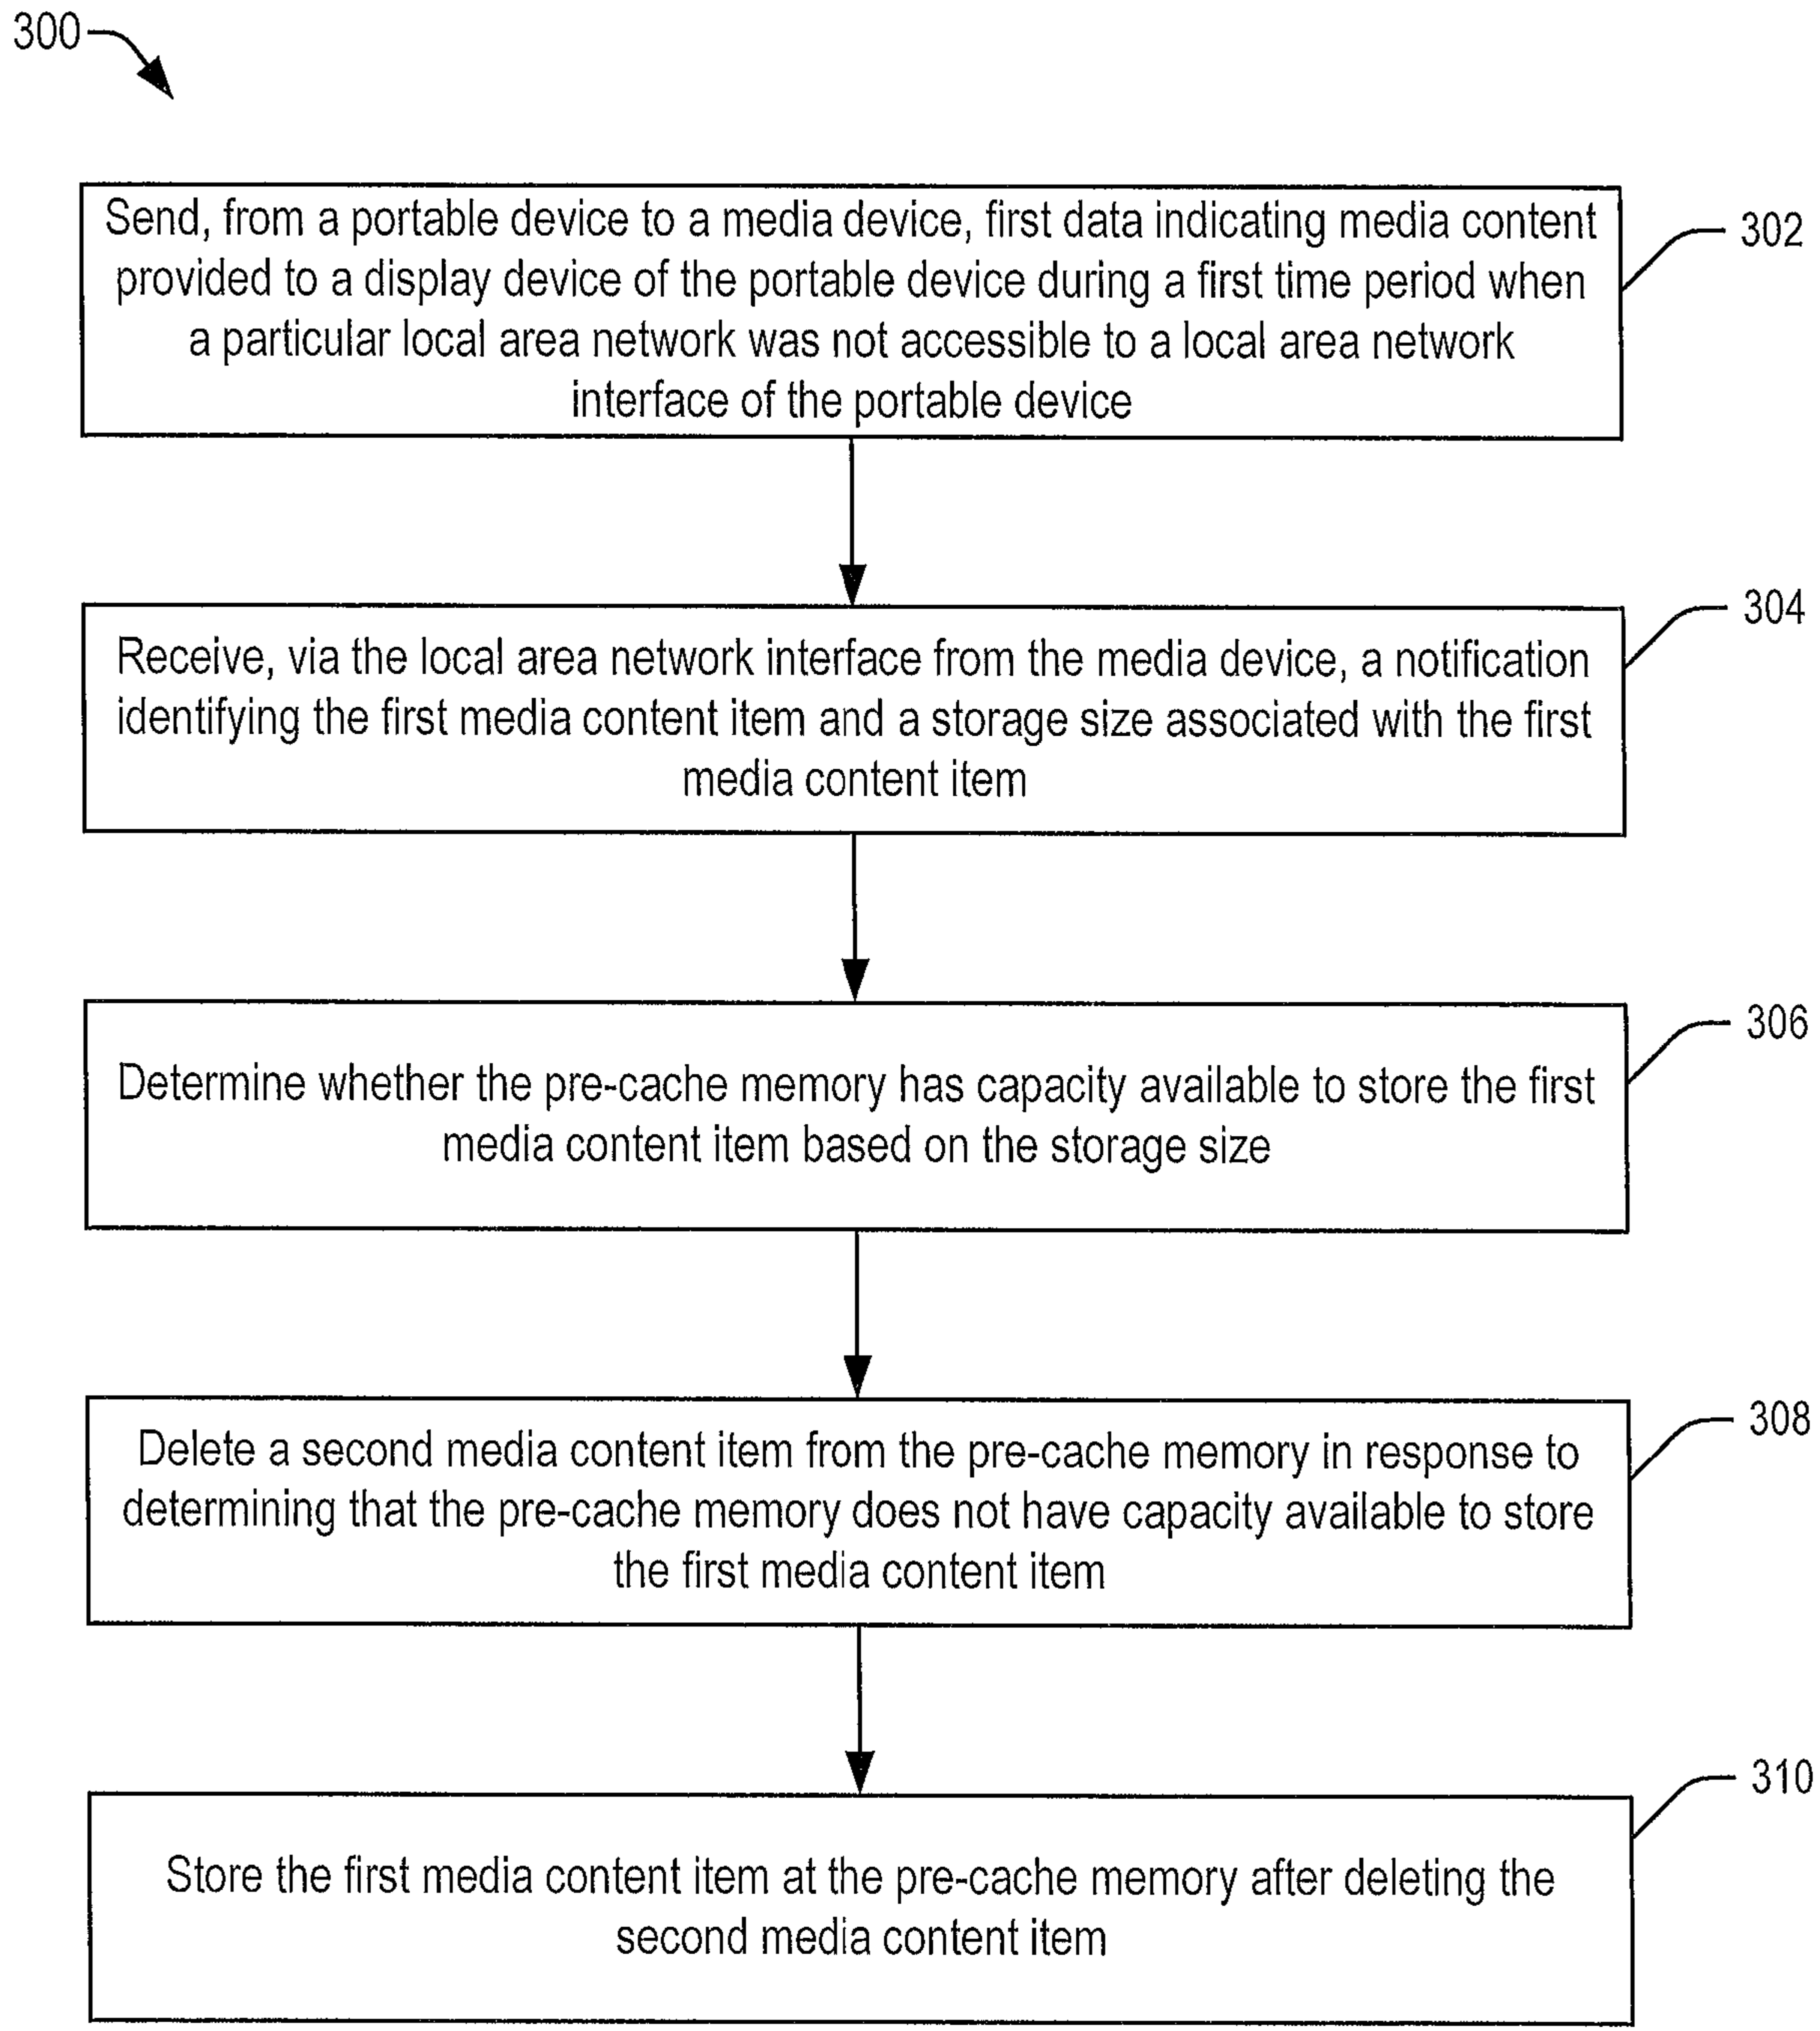 300
Send, from a portable device to a media device, first data indicating media content
provided to a display device of the portable device during a first time period when
a particular local area network was not accessible to a local area network
interface of the portable device
302
Receive, via the local area network interface from the media device, a notification
identifying the first media content item and a storage size associated with the first
media content item
304
Determine whether the pre-cache memory has capacity available to store the first
media content item based on the storage size
306
Delete a second media content item from the pre-cache memory in response to
determining that the pre-cache memory does not have capacity available to store
the first media content item
308
Store the first media content item at the pre-cache memory after deleting the
second media content item
310